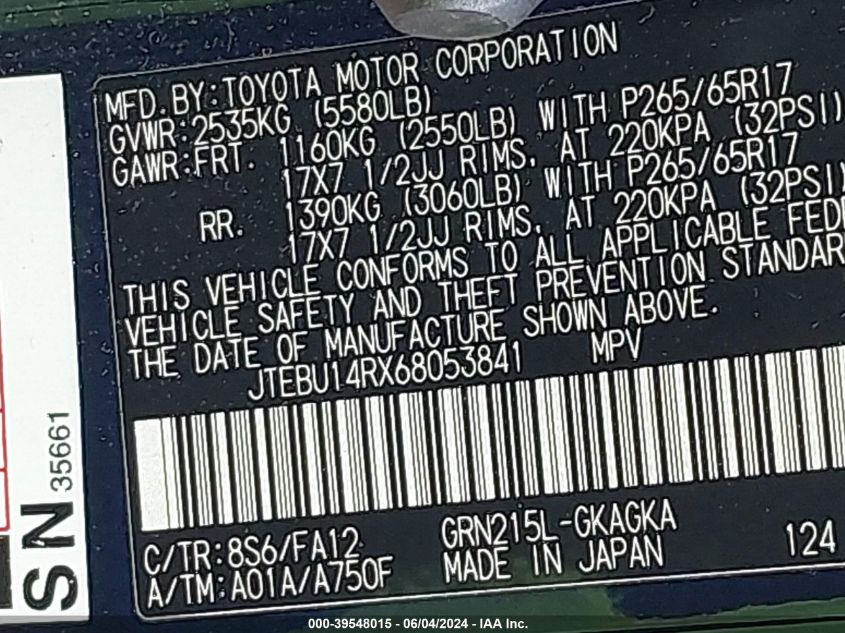 MFD.BY:TOYOTA MOTOR CORPORATION
GVWR:2535KG (5580LB)
GAWR:FRT. 1160KG (2550LB) WITH P265/65R17
17X7 1/2JJ RIMS, AT 220KPA (32PSI)
RR. 1390KG (3060LB) WITH P265/65R17
17X7 1/2JJ RIMS, AT 220KPA (32PSI)
THIS VEHICLE CONFORMS TO ALL APPLICABLE FEDE
VEHICLE SAFETY AND THEFT PREVENTION STANDAR
THE DATE OF MANUFACTURE SHOWN ABOVE.
JTEBU14RX68053841 MPV
C/TR:8S6/FA12 GRN215L-GKAGKA 124
A/TM:A01A/A750F MADE IN JAPAN
SN 35661
000-39548015 - 06/04/2024 - IAA Inc.